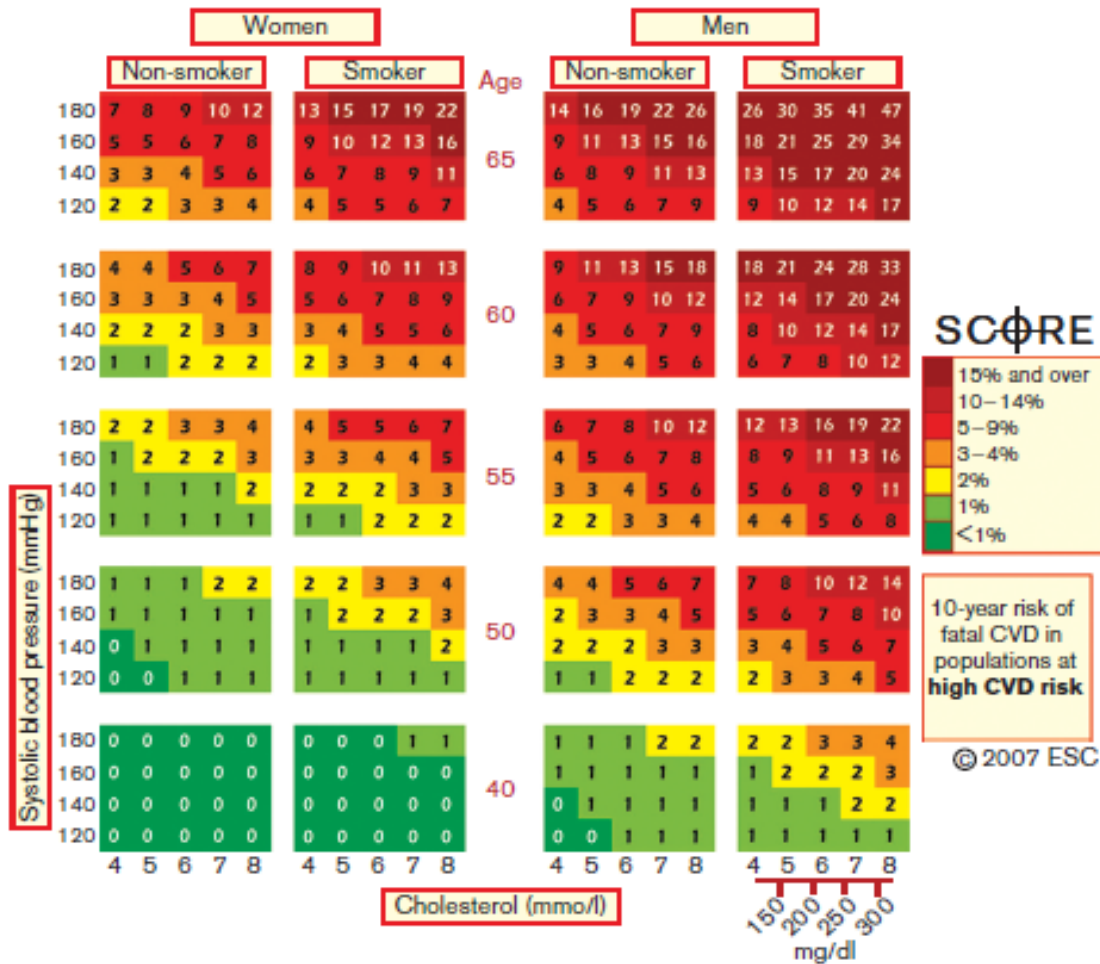 Women Men
Non-smoker Smoker Age Non-smoker Smoker
180 7 8 9 10 12 13 15 17 19 22 14 16 19 22 26 26 30 35 41 47
160 5 5 6 7 8 9 10 12 13 16 9 11 13 15 16 18 21 25 29 34
65
140 3 3 4 5 6 6 7 8 9 11 6 8 9 11 13 13 15 17 20 24
120 2 2 3 3 4 4 5 5 6 7 4 5 6 7 9 9 10 12 14 17
180 4 4 5 6 7 8 9 10 11 13 9 11 13 15 18 18 21 24 28 33
160 3 3 3 4 5 5 6 7 8 9 6 7 9 10 12 12 14 17 20 24
60
140 2 2 2 3 3 3 4 5 5 6 4 5 6 7 9 8 10 12 14 17
120 1 1 2 2 2 2 3 3 4 4 3 3 4 5 6 6 7 8 10 12
180 2 2 3 3 4 4 5 5 6 7 6 7 8 10 12 12 13 16 19 22
160 1 2 2 2 3 3 3 4 4 5 4 5 6 7 8 8 9 11 13 16
55
140 1 1 1 1 2 2 2 2 3 3 3 3 4 5 6 5 6 8 9 11
120 1 1 1 1 1 1 1 2 2 2 2 2 3 3 4 4 4 5 6 8
180 1 1 1 2 2 2 2 3 3 4 4 4 5 6 7 7 8 10 12 14
160 1 1 1 1 1 1 2 2 2 3 2 3 3 4 5 5 6 7 8 10
50
140 0 1 1 1 1 1 1 1 1 2 2 2 2 3 3 3 4 5 6 7
120 0 0 1 1 1 1 1 1 1 1 1 1 2 2 2 2 3 3 4 5
180 0 0 0 0 0 0 0 0 1 1 1 1 1 2 2 2 2 3 3 4
160 0 0 0 0 0 0 0 0 0 0 1 1 1 1 1 1 2 2 2 3
40
140 0 0 0 0 0 0 0 0 0 0 0 1 1 1 1 1 1 1 2 2
120 0 0 0 0 0 0 0 0 0 0 0 0 1 1 1 1 1 1 1 1
4 5 6 7 8 4 5 6 7 8 4 5 6 7 8 4 5 6 7 8
150 200 250 300
mg/dl
Cholesterol (mmo/l)
Systolic blood pressure (mmHg)
SCORE
15% and over
10–14%
5–9%
3–4%
2%
1%
<1%
10-year risk of
fatal CVD in
populations at
high CVD risk
© 2007 ESC